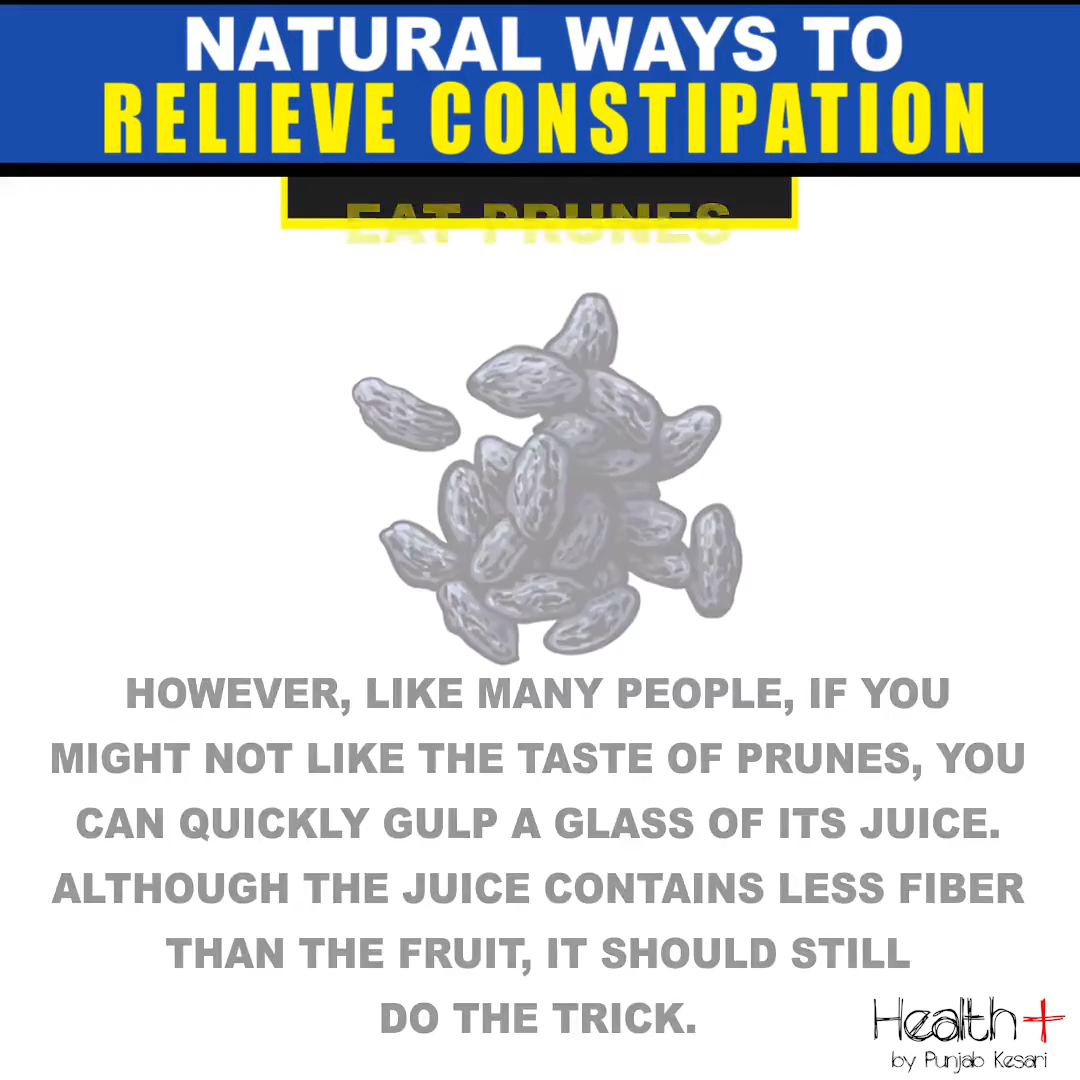 NATURAL WAYS TO
RELIEVE CONSTIPATION
EAT PRUNES
HOWEVER, LIKE MANY PEOPLE, IF YOU
MIGHT NOT LIKE THE TASTE OF PRUNES, YOU
CAN QUICKLY GULP A GLASS OF ITS JUICE.
ALTHOUGH THE JUICE CONTAINS LESS FIBER
THAN THE FRUIT, IT SHOULD STILL
DO THE TRICK.
Health+
by Punjab Kesari